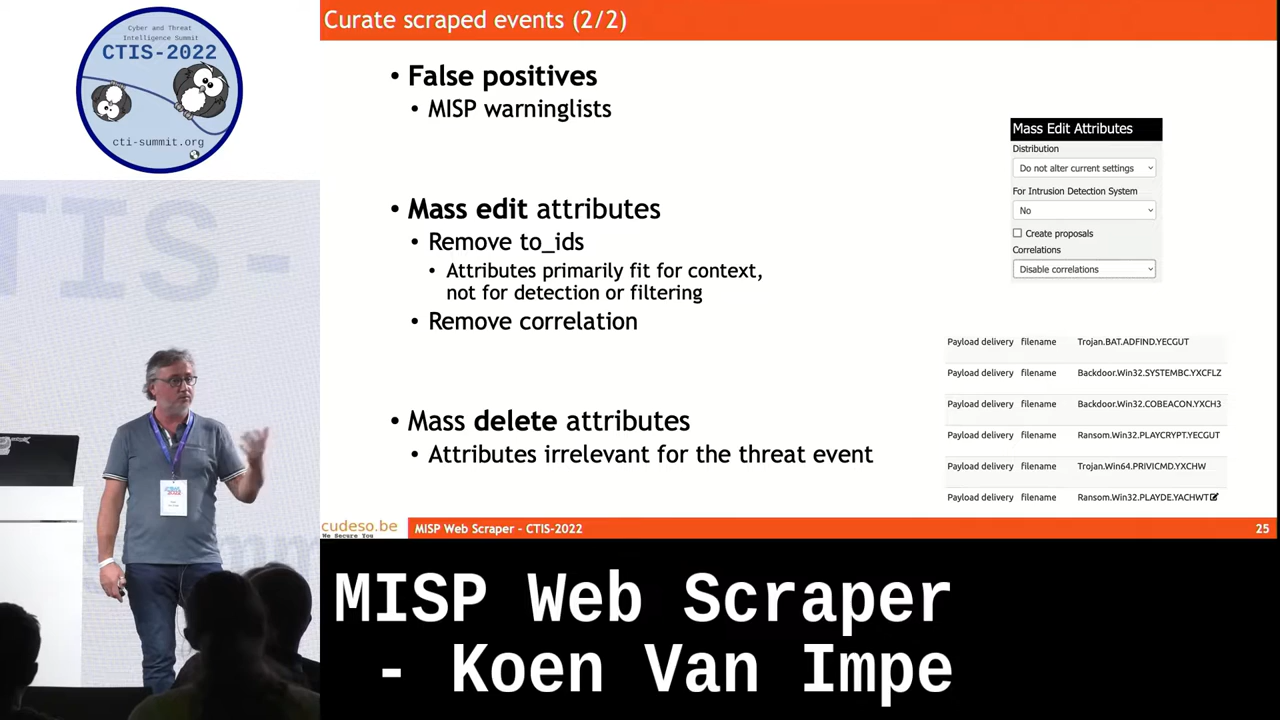 Cyber and Threat
Intelligence Summit
CTIS-2022
cti-summit.org
TIS-
Curate scraped events (2/2)
• False positives
• MISP warninglists
• Mass edit attributes
• Remove to_ids
• Attributes primarily fit for context,
not for detection or filtering
• Remove correlation
• Mass delete attributes
• Attributes irrelevant for the threat event
Mass Edit Attributes
Distribution
Do not alter current settings
For Intrusion Detection System
No
Create proposals
Correlations
Disable correlations
Payload delivery filename Trojan.BAT.ADFIND.YECGUT
Payload delivery filename Backdoor.Win32.SYSTEMBC.YXCFLZ
Payload delivery filename Backdoor.Win32.COBEACON.YXCH3
Payload delivery filename Ransom.Win32.PLAYCRYPT.YECGUT
Payload delivery filename Trojan.Win64.PRIVICMD.YXCHW
Payload delivery filename Ransom.Win32.PLAYDE.YACHWT
cudeso.be
We Secure You
MISP Web Scraper - CTIS-2022
25
MISP Web Scraper
- Koen Van Impe